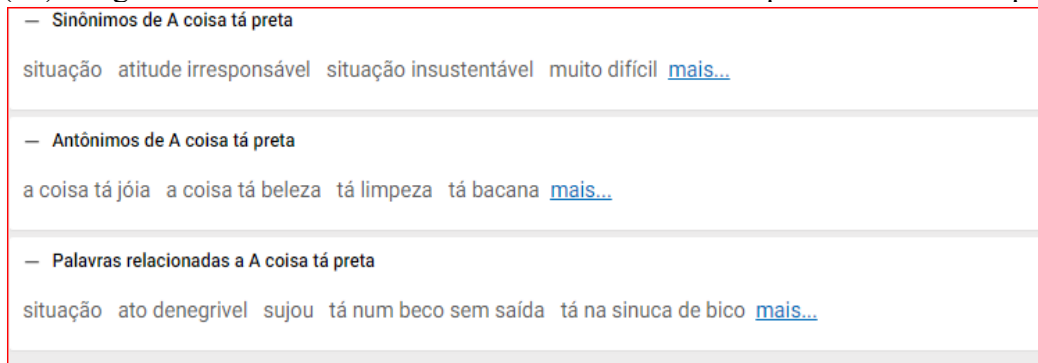 — Sinônimos de A coisa tá preta
situação atitude irresponsável situação insustentável muito difícil mais...
— Antônimos de A coisa tá preta
a coisa tá jóia a coisa tá beleza tá limpeza tá bacana mais...
— Palavras relacionadas a A coisa tá preta
situação ato denegrivel sujou tá num beco sem saída tá na sinuca de bico mais...